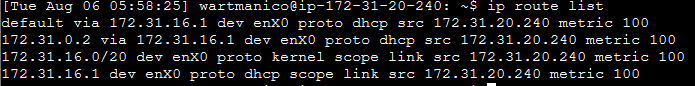 [Tue Aug 06 05:58:25] wartmanico@ip-172-31-20-240: ~$ ip route list
default via 172.31.16.1 dev enX0 proto dhcp src 172.31.20.240 metric 100
172.31.0.2 via 172.31.16.1 dev enX0 proto dhcp src 172.31.20.240 metric 100
172.31.16.0/20 dev enX0 proto kernel scope link src 172.31.20.240 metric 100
172.31.16.1 dev enX0 proto dhcp scope link src 172.31.20.240 metric 100